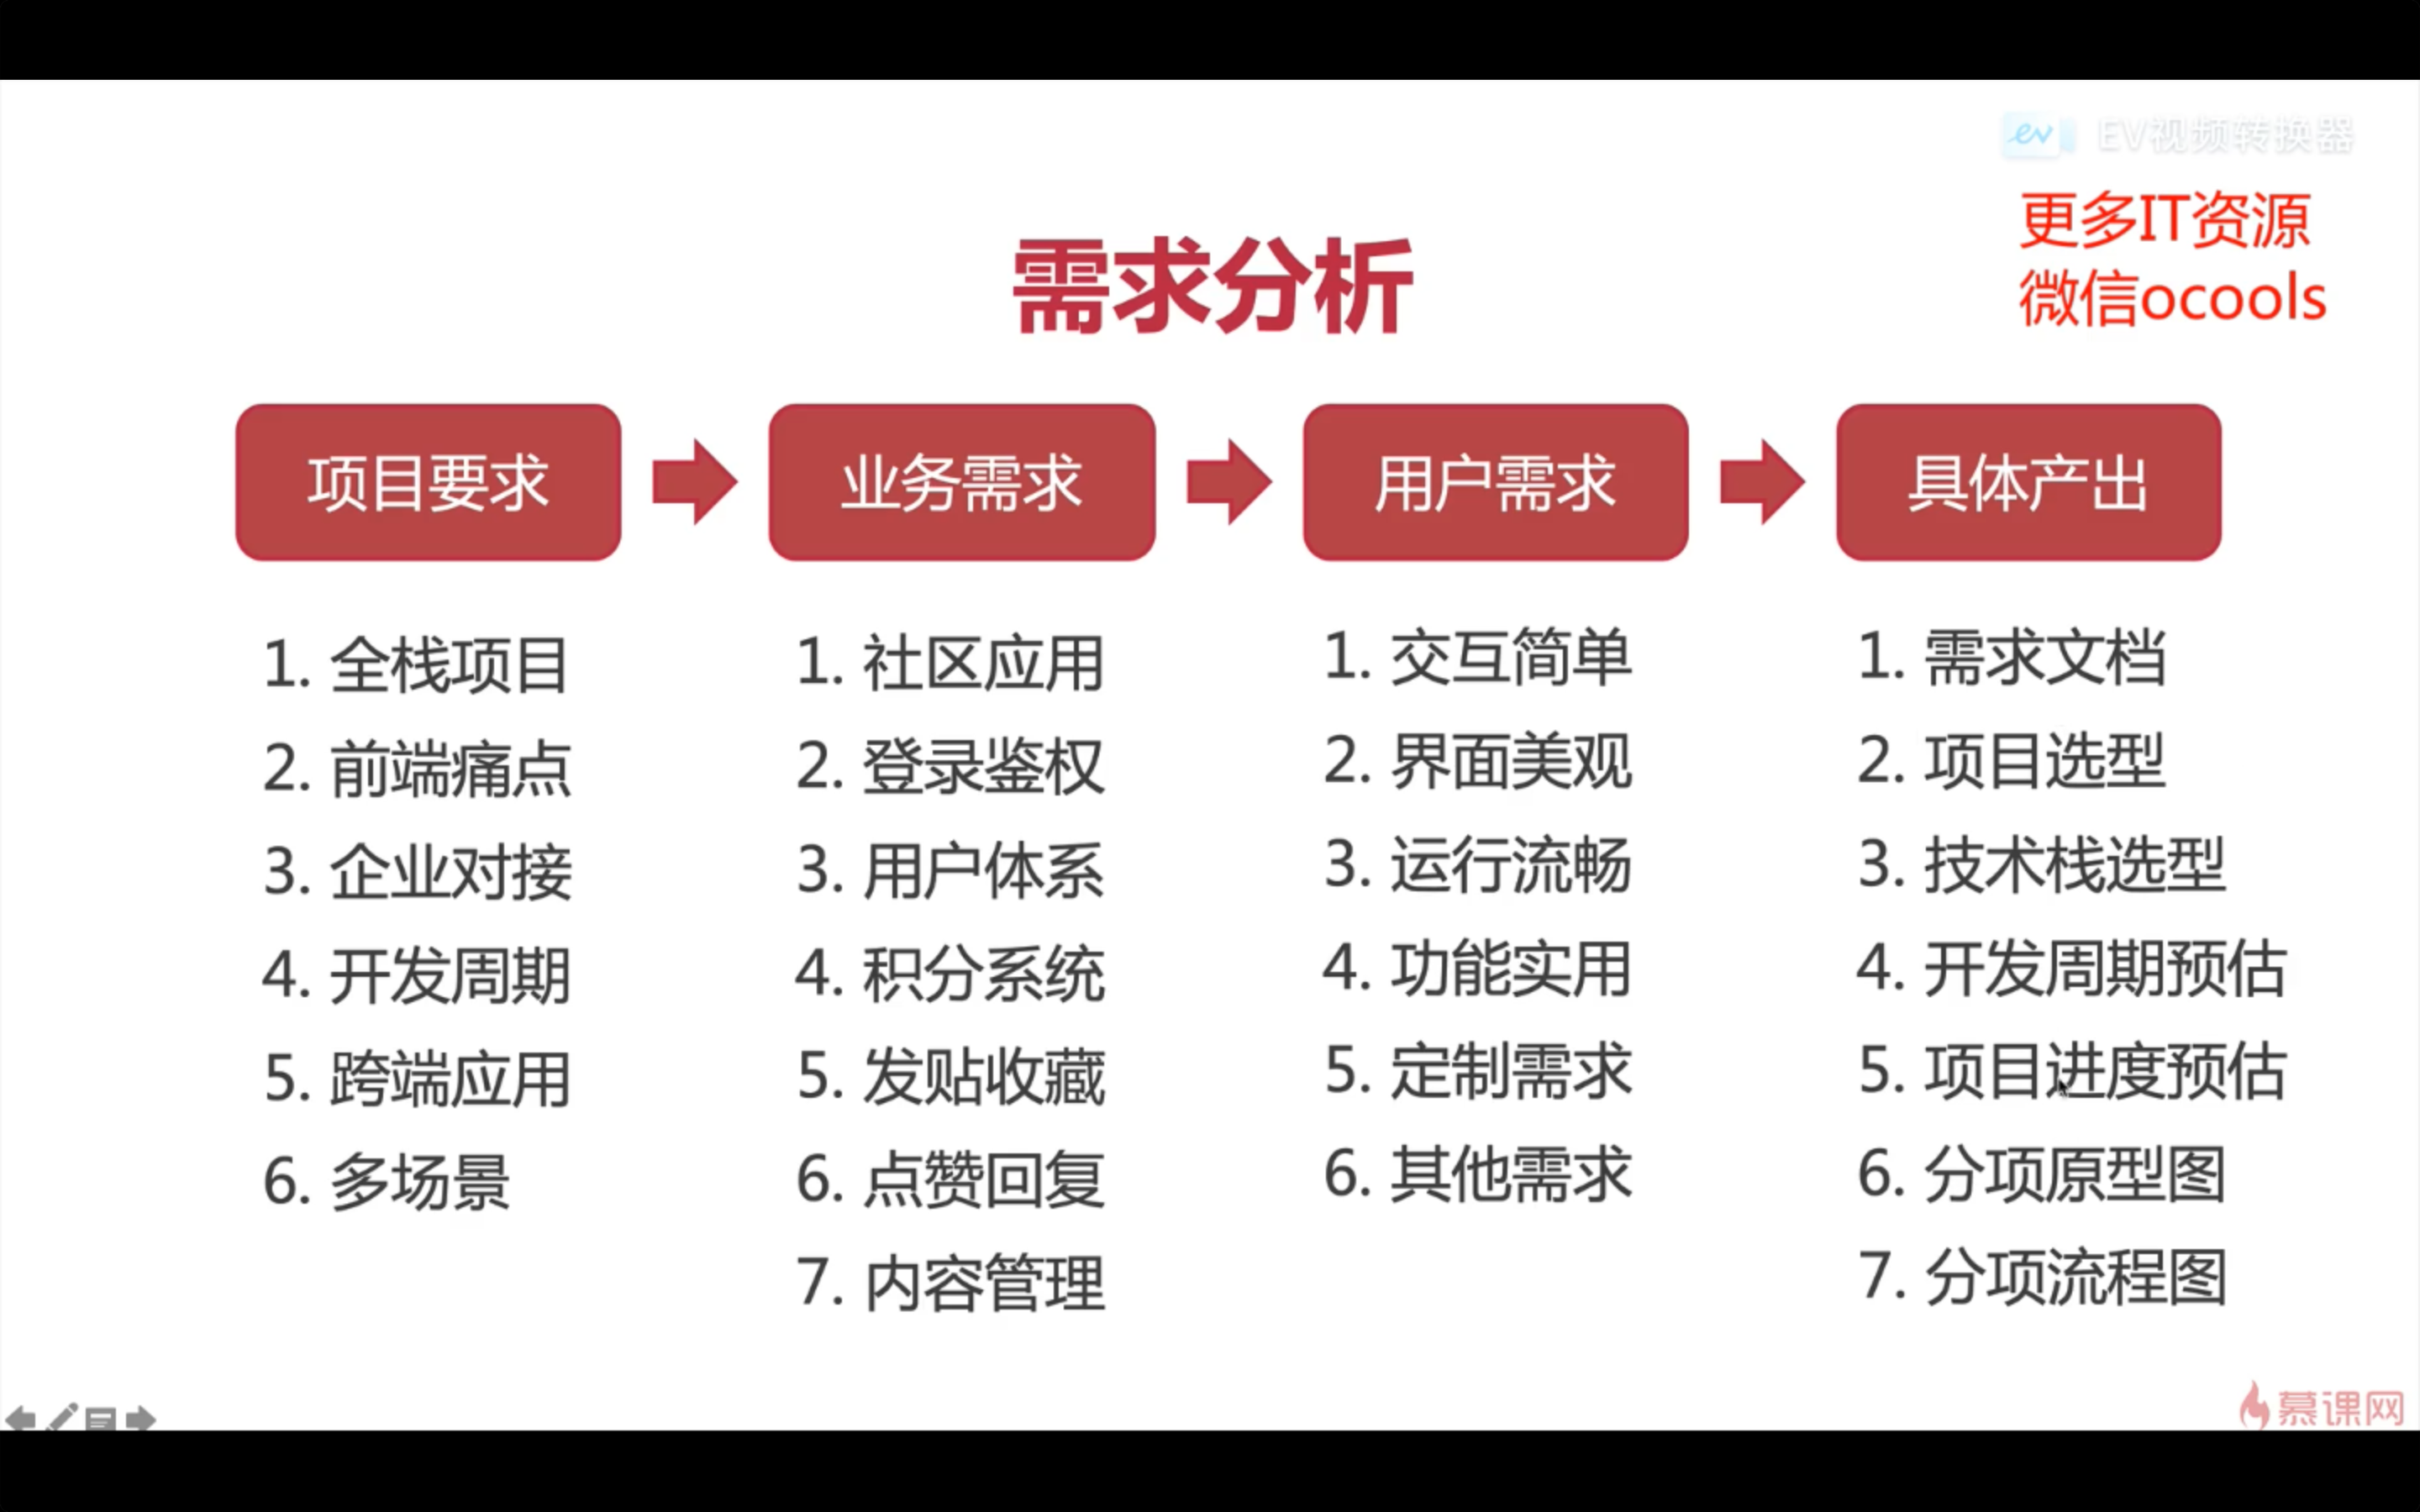 EV视频转换器
更多IT资源
微信ocools
需求分析
项目要求
业务需求
用户需求
具体产出
1. 全栈项目
2. 前端痛点
3. 企业对接
4. 开发周期
5. 跨端应用
6. 多场景
1. 社区应用
2. 登录鉴权
3. 用户体系
4. 积分系统
5. 发贴收藏
6. 点赞回复
7. 内容管理
1. 交互简单
2. 界面美观
3. 运行流畅
4. 功能实用
5. 定制需求
6. 其他需求
1. 需求文档
2. 项目选型
3. 技术栈选型
4. 开发周期预估
5. 项目进度预估
6. 分项原型图
7. 分项流程图
慕课网